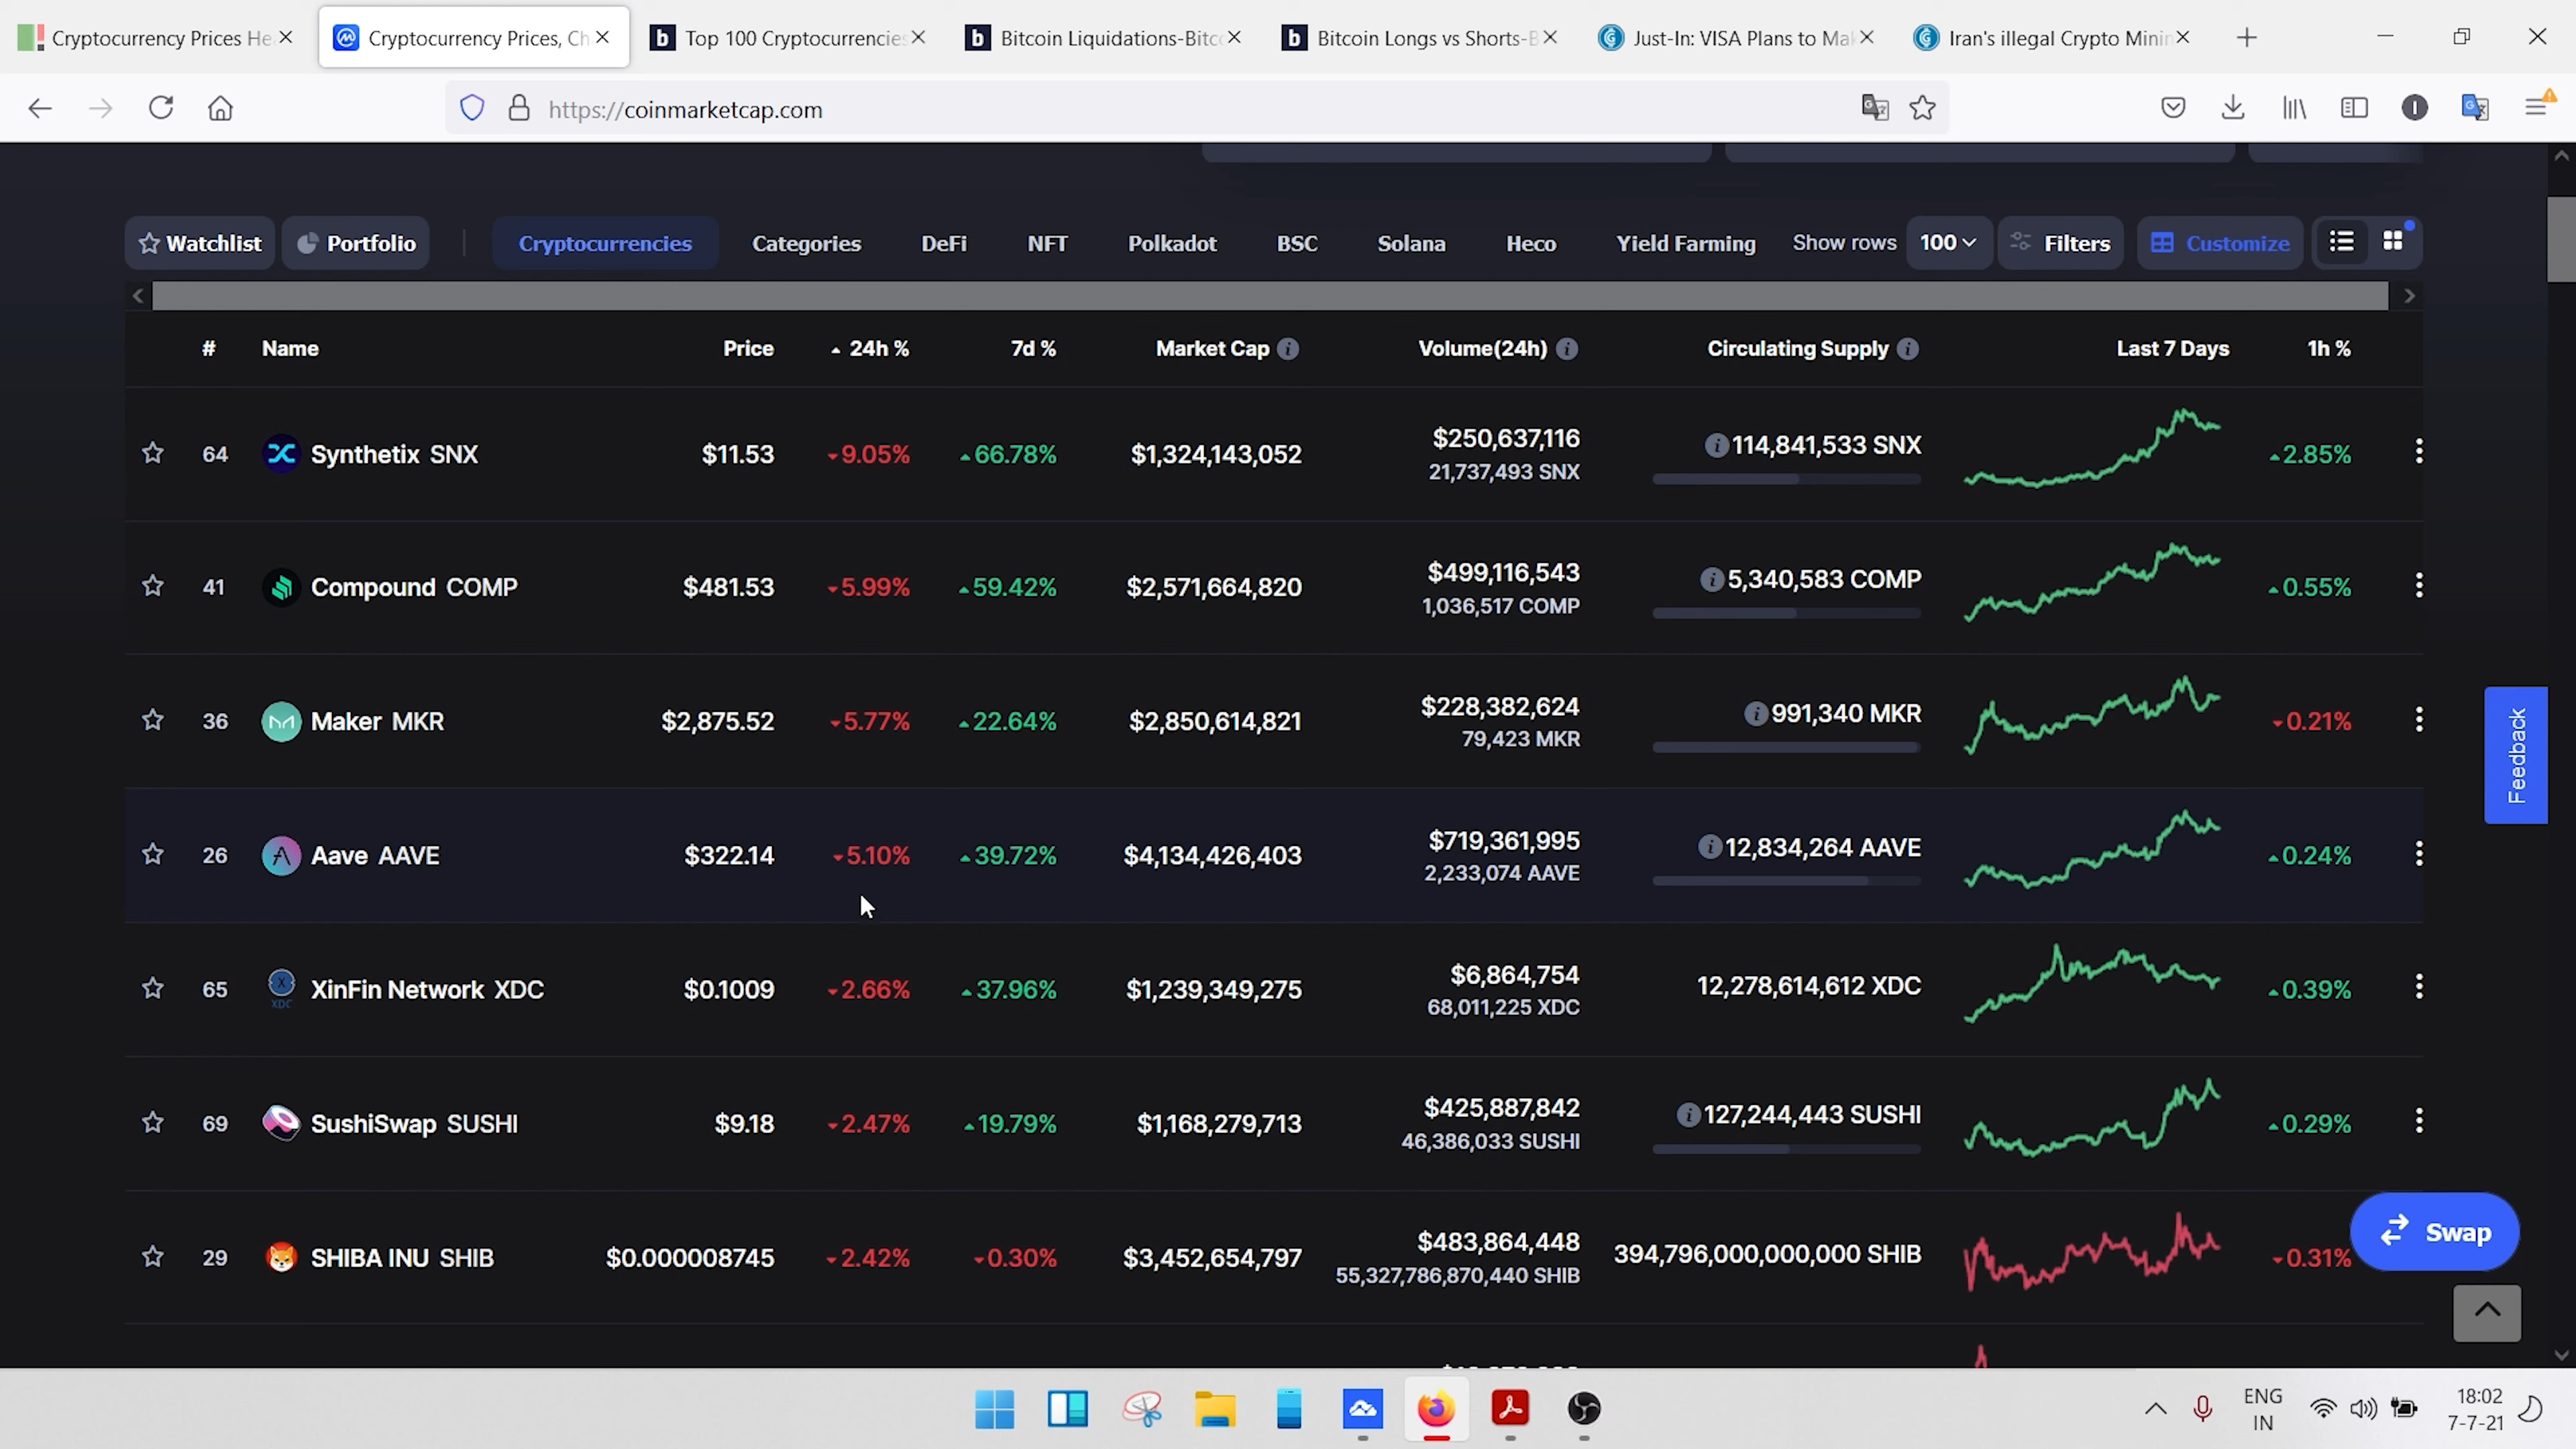 Cryptocurrency Prices He
Cryptocurrency Prices, Ch
Top 100 Cryptocurrencies
Bitcoin Liquidations-Bitco
Bitcoin Longs vs Shorts-B
Just-In: VISA Plans to Mak
Iran's illegal Crypto Minin
https://coinmarketcap.com
Watchlist Portfolio Cryptocurrencies Categories DeFi NFT Polkadot BSC Solana Heco Yield Farming Show rows 100 Filters Customize
# Name Price 24h % 7d % Market Cap Volume(24h) Circulating Supply Last 7 Days 1h %
64 Synthetix SNX $11.53 9.05% 66.78% $1,324,143,052 $250,637,116 114,841,533 SNX 2.85%
21,737,493 SNX
41 Compound COMP $481.53 5.99% 59.42% $2,571,664,820 $499,116,543 5,340,583 COMP 0.55%
1,036,517 COMP
36 Maker MKR $2,875.52 5.77% 22.64% $2,850,614,821 $228,382,624 991,340 MKR 0.21%
79,423 MKR
Feedback
26 Aave AAVE $322.14 5.10% 39.72% $4,134,426,403 $719,361,995 12,834,264 AAVE 0.24%
2,233,074 AAVE
65 XinFin Network XDC $0.1009 2.66% 37.96% $1,239,349,275 $6,864,754 12,278,614,612 XDC 0.39%
XDC
68,011,225 XDC
69 SushiSwap SUSHI $9.18 2.47% 19.79% $1,168,279,713 $425,887,842 127,244,443 SUSHI 0.29%
46,386,033 SUSHI
29 SHIBA INU SHIB $0.000008745 2.42% 0.30% $3,452,654,797 $483,864,448 394,796,000,000,000 SHIB 0.31%
55,327,786,870,440 SHIB
Swap
ENG
IN
18:02
7-7-21